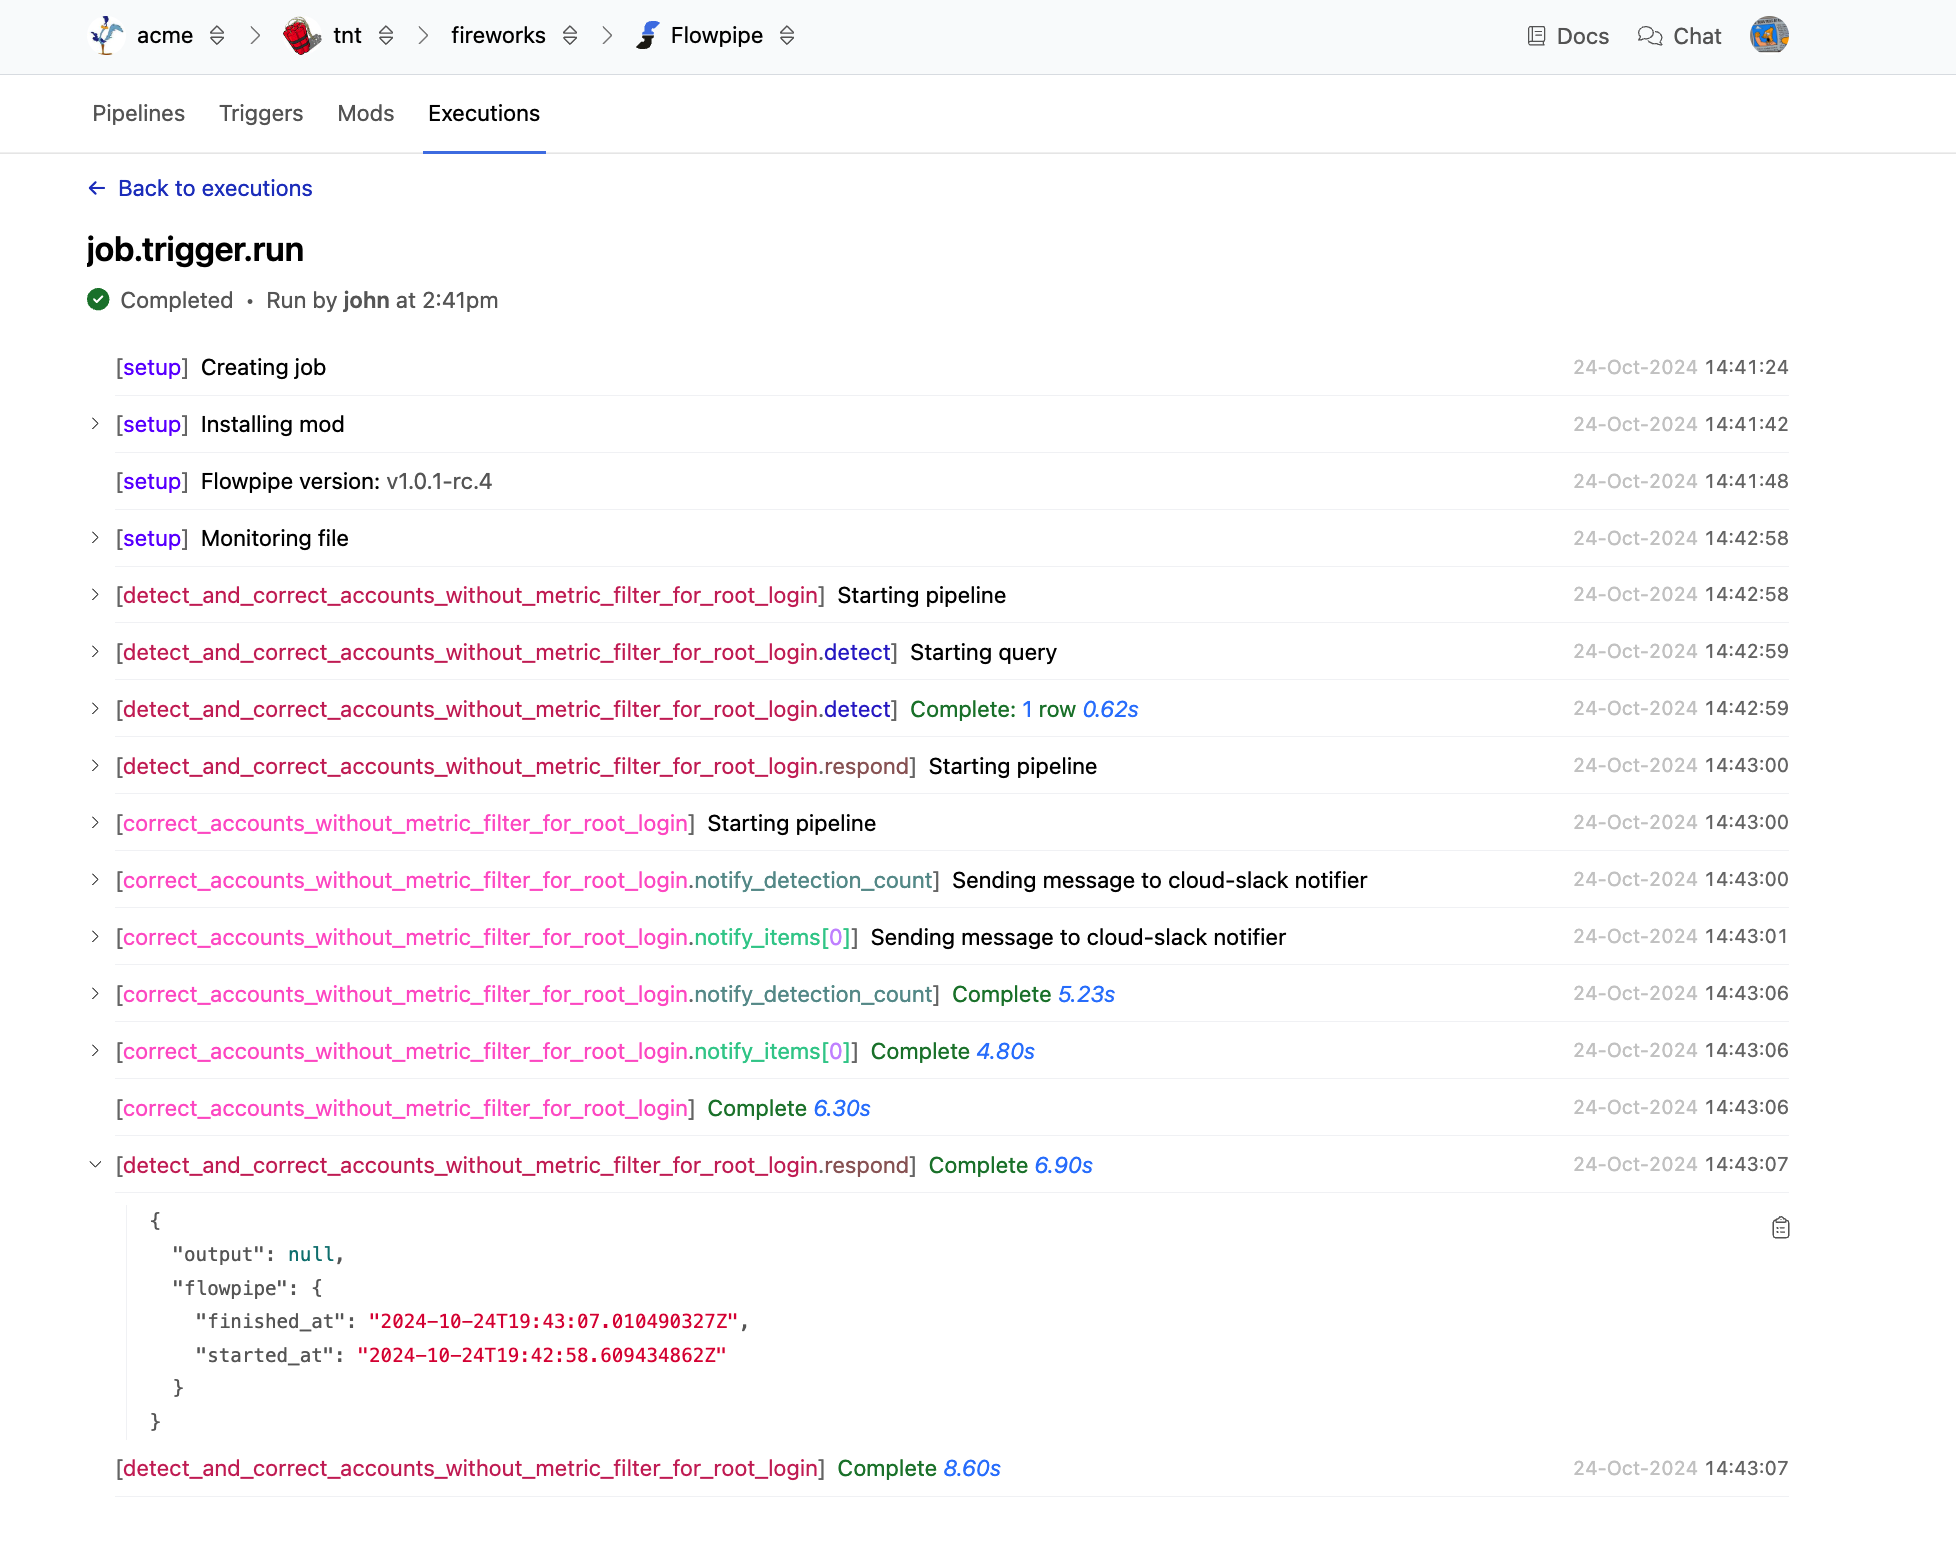 acme tnt fireworks Flowpipe Docs Chat
Pipelines Triggers Mods Executions
Back to executions
job.trigger.run
Completed • Run by john at 2:41pm
[setup] Creating job 24-Oct-2024 14:41:24
[setup] Installing mod 24-Oct-2024 14:41:42
[setup] Flowpipe version: v1.0.1-rc.4 24-Oct-2024 14:41:48
[setup] Monitoring file 24-Oct-2024 14:42:58
[detect_and_correct_accounts_without_metric_filter_for_root_login] Starting pipeline 24-Oct-2024 14:42:58
[detect_and_correct_accounts_without_metric_filter_for_root_login.detect] Starting query 24-Oct-2024 14:42:59
[detect_and_correct_accounts_without_metric_filter_for_root_login.detect] Complete: 1 row 0.62s 24-Oct-2024 14:42:59
[detect_and_correct_accounts_without_metric_filter_for_root_login.respond] Starting pipeline 24-Oct-2024 14:43:00
[correct_accounts_without_metric_filter_for_root_login] Starting pipeline 24-Oct-2024 14:43:00
[correct_accounts_without_metric_filter_for_root_login.notify_detection_count] Sending message to cloud-slack notifier 24-Oct-2024 14:43:00
[correct_accounts_without_metric_filter_for_root_login.notify_items[0]] Sending message to cloud-slack notifier 24-Oct-2024 14:43:01
[correct_accounts_without_metric_filter_for_root_login.notify_detection_count] Complete 5.23s 24-Oct-2024 14:43:06
[correct_accounts_without_metric_filter_for_root_login.notify_items[0]] Complete 4.80s 24-Oct-2024 14:43:06
[correct_accounts_without_metric_filter_for_root_login] Complete 6.30s 24-Oct-2024 14:43:06
[detect_and_correct_accounts_without_metric_filter_for_root_login.respond] Complete 6.90s 24-Oct-2024 14:43:07
{
"output": null,
"flowpipe": {
"finished_at": "2024-10-24T19:43:07.010490327Z",
"started_at": "2024-10-24T19:42:58.609434862Z"
}
}
[detect_and_correct_accounts_without_metric_filter_for_root_login] Complete 8.60s 24-Oct-2024 14:43:07